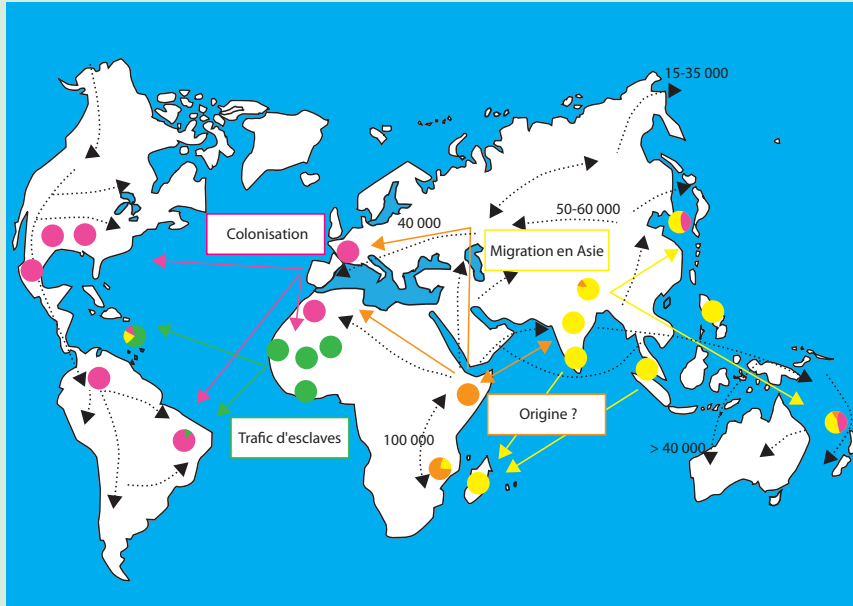 15-35 000
Colonisation
40 000
50-60 000
Migration en Asie
Origine ?
Trafic d'esclaves
100 000
> 40 000